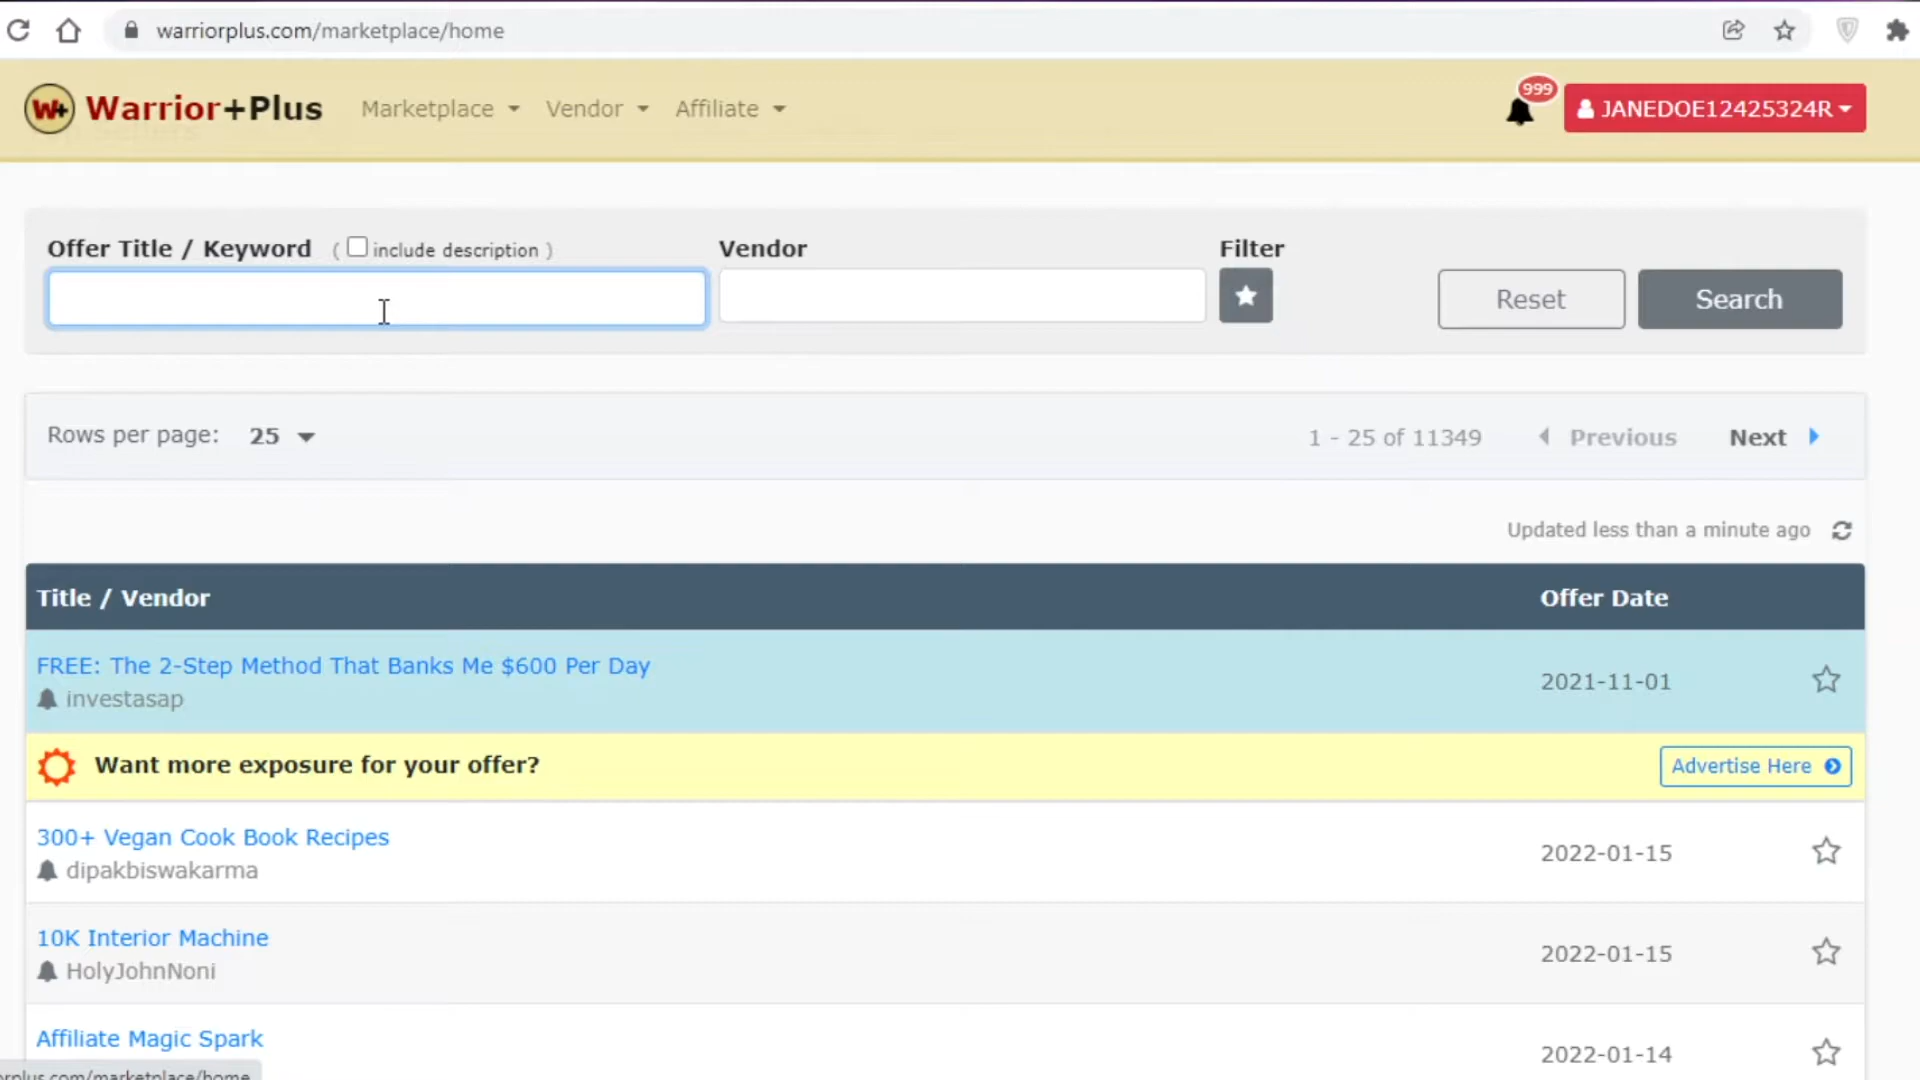 warriorplus.com/marketplace/home
W+ Warrior+Plus Marketplace Vendor Affiliate 999 JANEDOE12425324R
Offer Title / Keyword ( include description ) Vendor Filter
Reset Search
Rows per page: 25 1 - 25 of 11349 Previous Next
Updated less than a minute ago
Title / Vendor Offer Date
FREE: The 2-Step Method That Banks Me $600 Per Day
investasap 2021-11-01
Want more exposure for your offer? Advertise Here
300+ Vegan Cook Book Recipes
dipakbiswakarma 2022-01-15
10K Interior Machine
HolyJohnNoni 2022-01-15
Affiliate Magic Spark
2022-01-14
rplus.com/marketplace/home